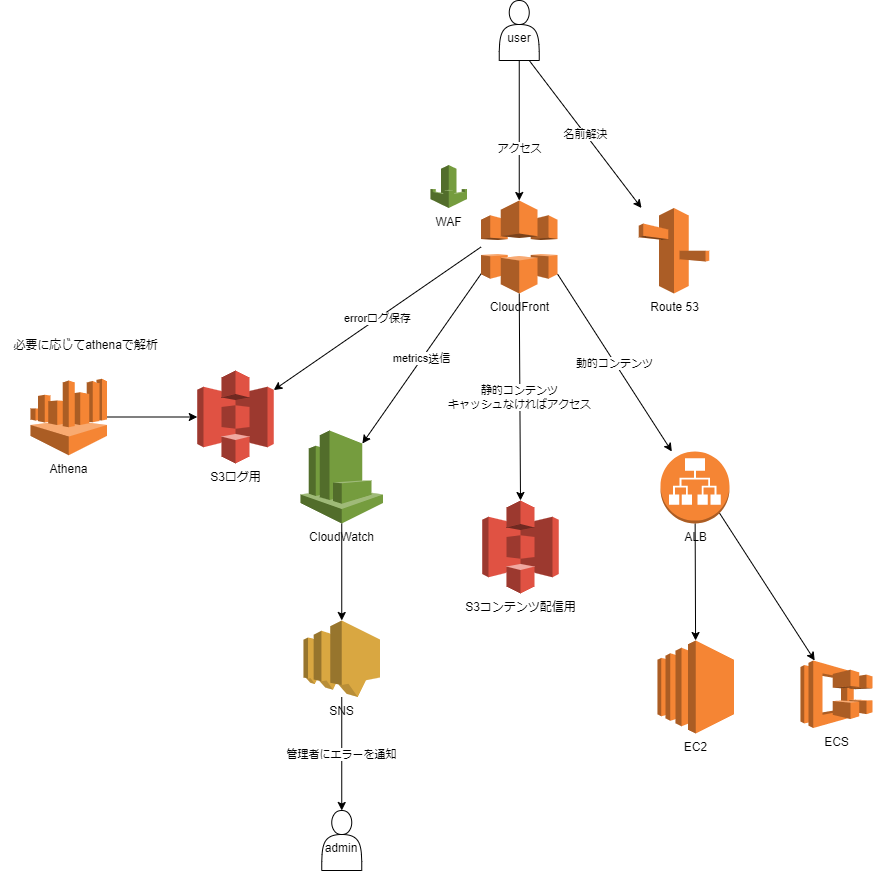 user
名前解決
アクセス
WAF
CloudFront
Route 53
errorログ保存
必要に応じてathenaで解析
metrics送信
動的コンテンツ
静的コンテンツ
キャッシュなければアクセス
Athena
S3ログ用
CloudWatch
ALB
S3コンテンツ配信用
SNS
EC2
ECS
管理者にエラーを通知
admin